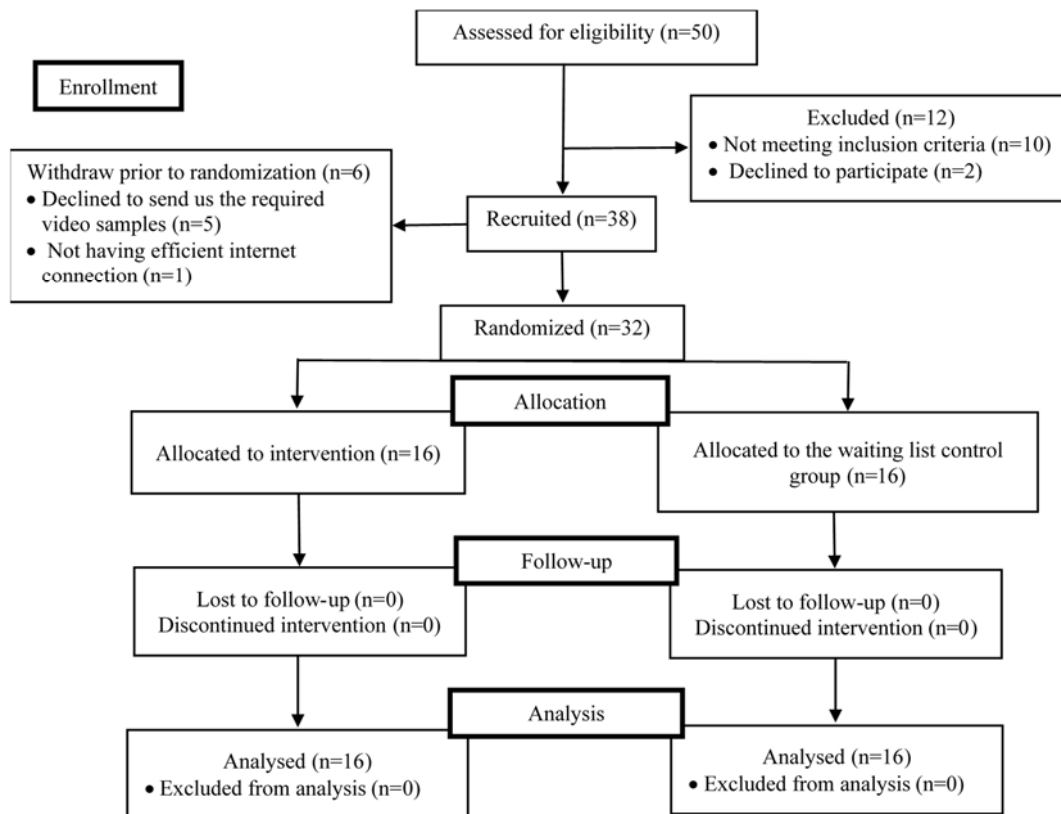 Assessed for eligibility (n=50)
Enrollment
Excluded (n=12)
• Not meeting inclusion criteria (n=10)
• Declined to participate (n=2)
Withdraw prior to randomization (n=6)
• Declined to send us the required
video samples (n=5)
• Not having efficient internet
connection (n=1)
Recruited (n=38)
Randomized (n=32)
Allocation
Allocated to intervention (n=16)
Allocated to the waiting list control
group (n=16)
Follow-up
Lost to follow-up (n=0)
Discontinued intervention (n=0)
Lost to follow-up (n=0)
Discontinued intervention (n=0)
Analysis
Analysed (n=16)
• Excluded from analysis (n=0)
Analysed (n=16)
• Excluded from analysis (n=0)